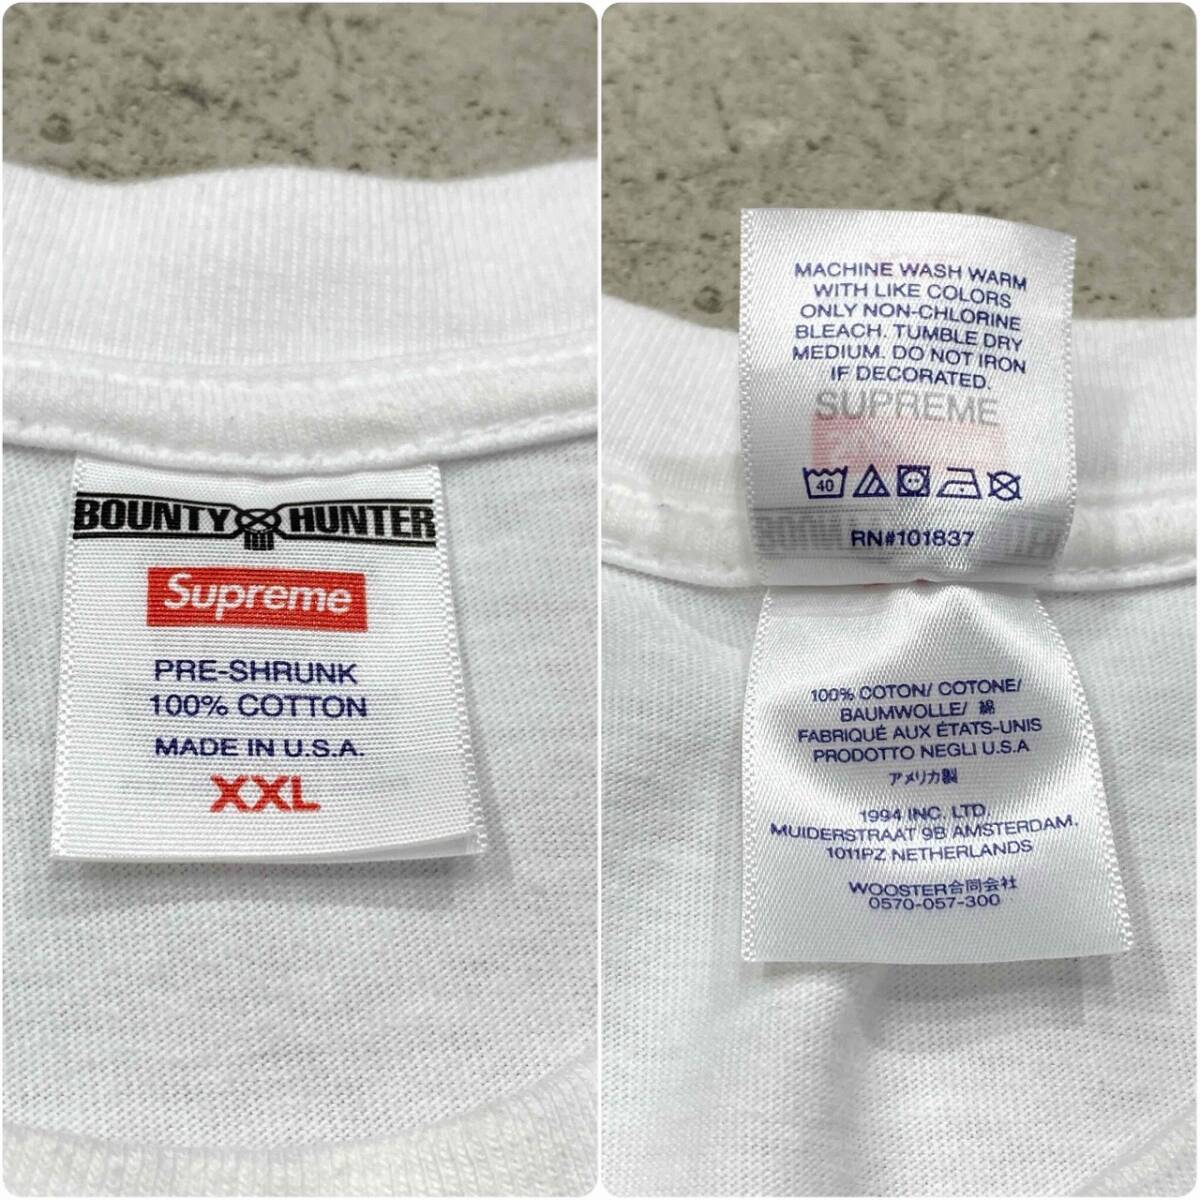 BOUNTY HUNTER
Supreme
PRE-SHRUNK
100% COTTON
MADE IN U.S.A.
XXL
MACHINE WASH WARM
WITH LIKE COLORS
ONLY NON-CHLORINE
BLEACH. TUMBLE DRY
MEDIUM. DO NOT IRON
IF DECORATED.
SUPREME
40
RN#101837
100% COTON/ COTONE/
BAUMWOLLE/ 綿
FABRIQUÉ AUX ÉTATS-UNIS
PRODOTTO NEGLI U.S.A
アメリカ製
1994 INC. LTD.
MUIDERSTRAAT 9B AMSTERDAM.
1011PZ NETHERLANDS
WOOSTER合同会社
0570-057-300